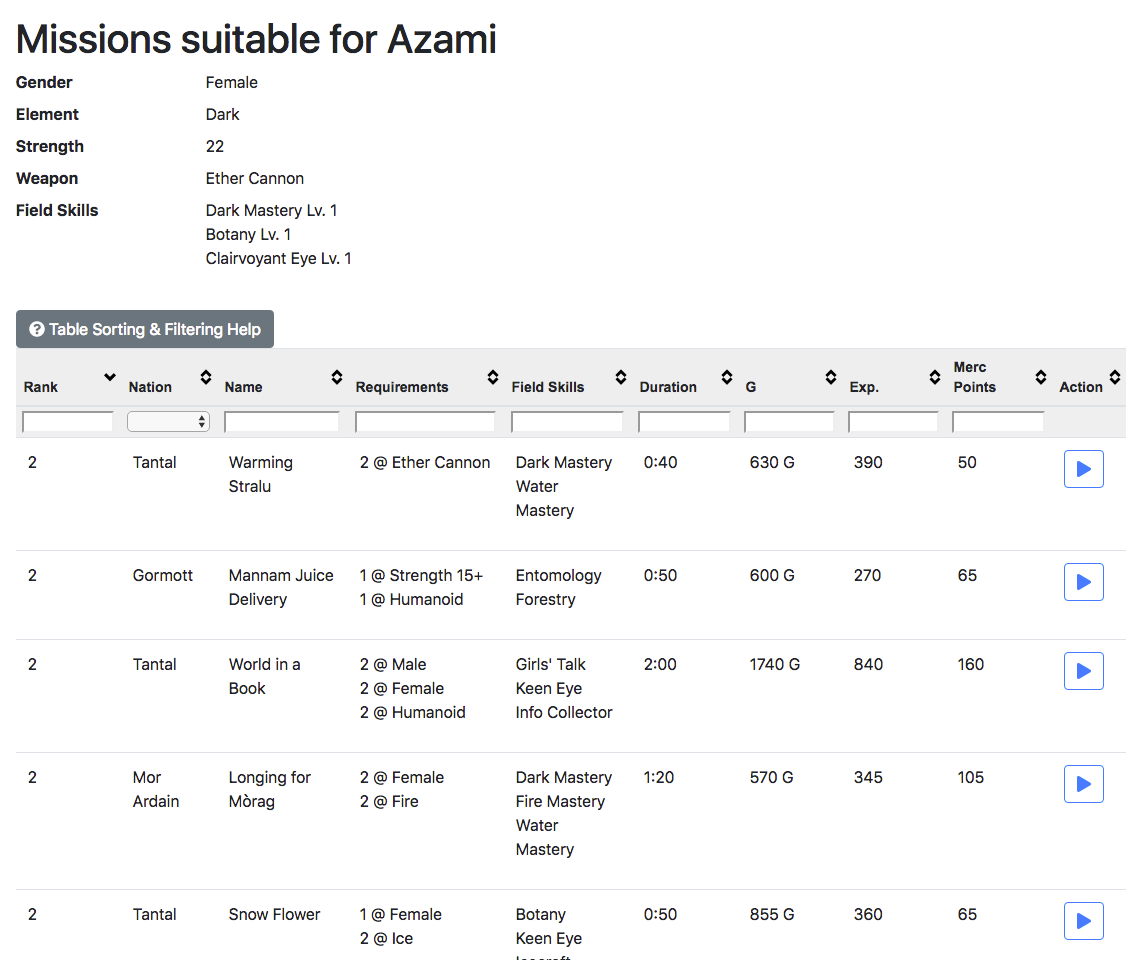 Missions suitable for Azami
Gender Female
Element Dark
Strength 22
Weapon Ether Cannon
Field Skills Dark Mastery Lv. 1
Botany Lv. 1
Clairvoyant Eye Lv. 1
Table Sorting & Filtering Help
Rank Nation Name Requirements Field Skills Duration G Exp. Merc Points Action
2 Tantal Warming 2 @ Ether Cannon Dark Mastery 0:40 630 G 390 50
Stralu Water
Mastery
2 Gormott Mannam Juice 1 @ Strength 15+ Entomology 0:50 600 G 270 65
Delivery 1 @ Humanoid Forestry
2 Tantal World in a 2 @ Male Girls' Talk 2:00 1740 G 840 160
Book 2 @ Female Keen Eye
2 @ Humanoid Info Collector
2 Mor Longing for 2 @ Female Dark Mastery 1:20 570 G 345 105
Ardain Mòrag 2 @ Fire Fire Mastery
Water
Mastery
2 Tantal Snow Flower 1 @ Female Botany 0:50 855 G 360 65
2 @ Ice Keen Eye